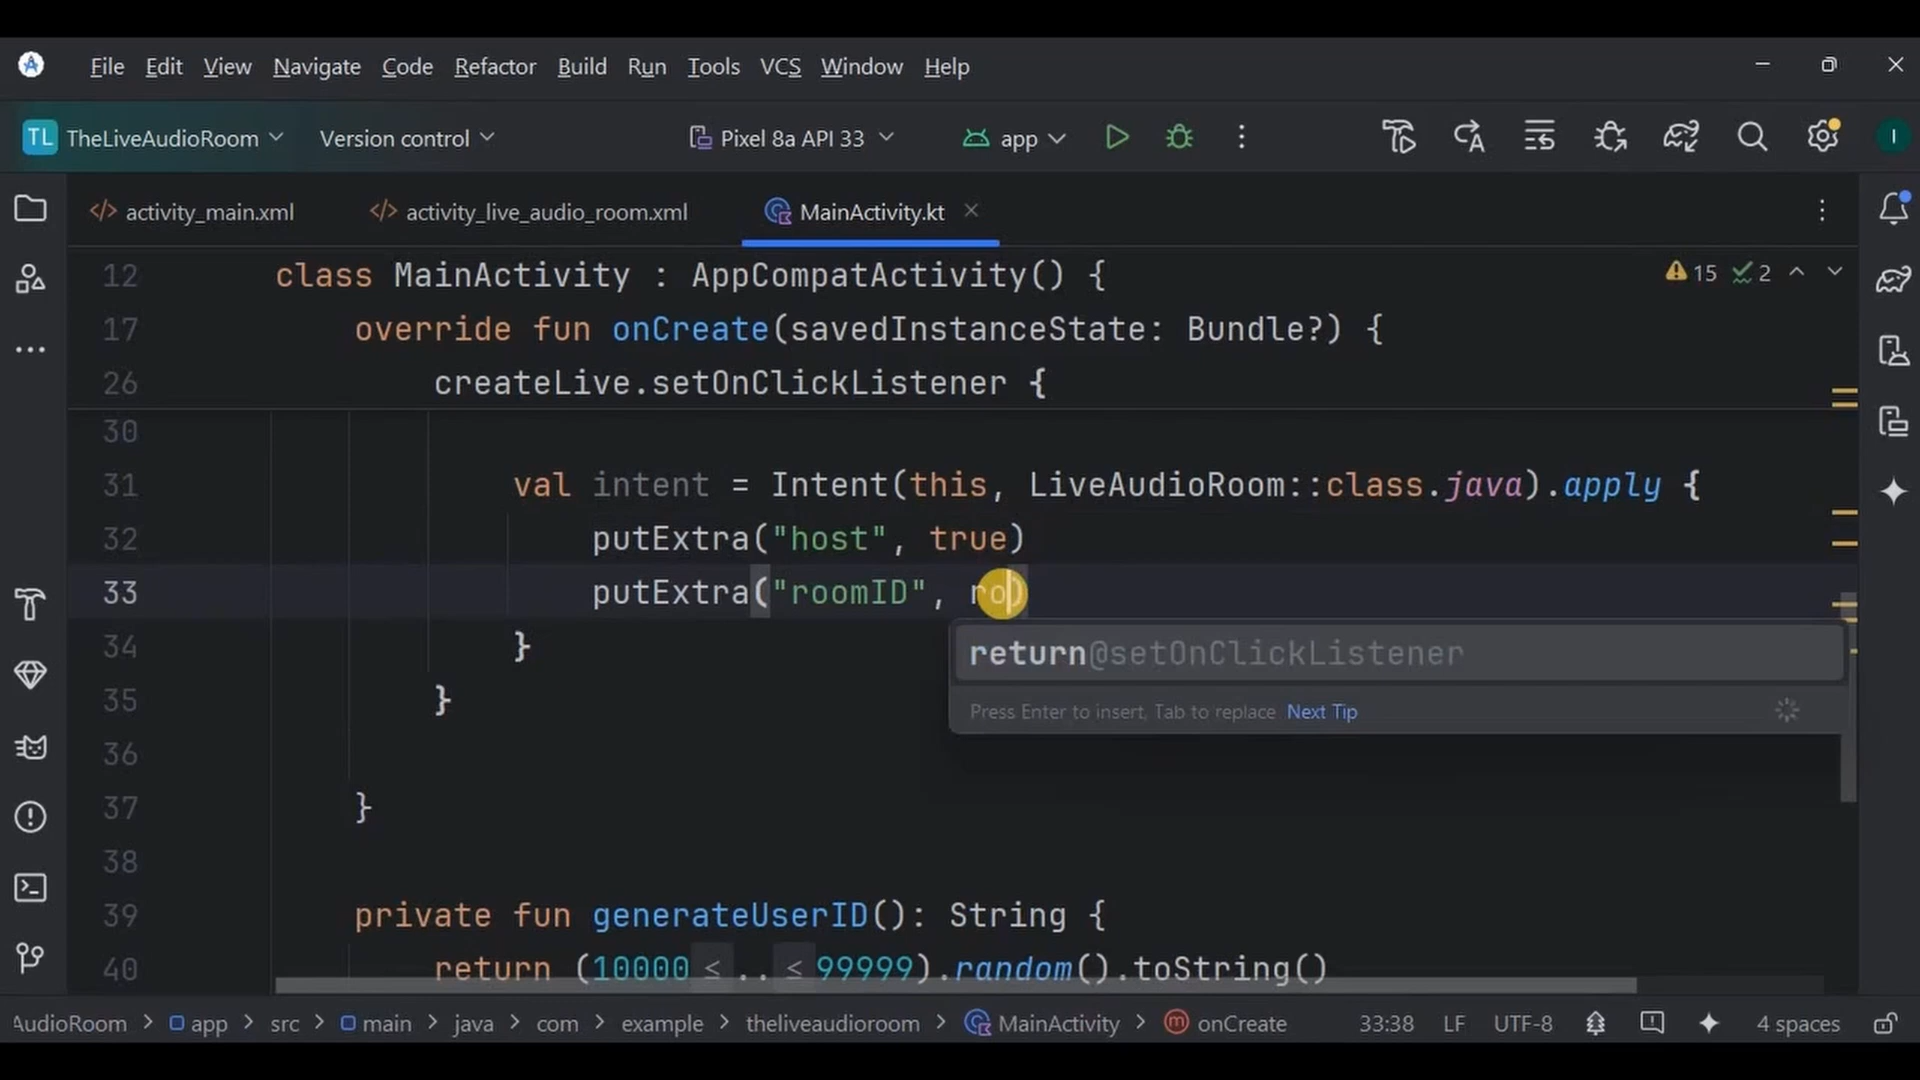 File Edit View Navigate Code Refactor Build Run Tools VCS Window Help
TL TheLiveAudioRoom Version control Pixel 8a API 33 app I
activity_main.xml activity_live_audio_room.xml MainActivity.kt
12 class MainActivity : AppCompatActivity() { 15 2
17 override fun onCreate(savedInstanceState: Bundle?) {
26 createLive.setOnClickListener {
30
31 val intent = Intent(this, LiveAudioRoom::class.java).apply {
32 putExtra("host", true)
33 putExtra("roomID", ro)
34 }
return@setOnClickListener
35 }
Press Enter to insert, Tab to replace Next Tip
36
37 }
38
39 private fun generateUserID(): String {
40 return (10000 ≤ .. ≤ 99999).random().toString()
AudioRoom > app > src > main > java > com > example > theliveaudioroom > MainActivity > onCreate 33:38 LF UTF-8 4 spaces